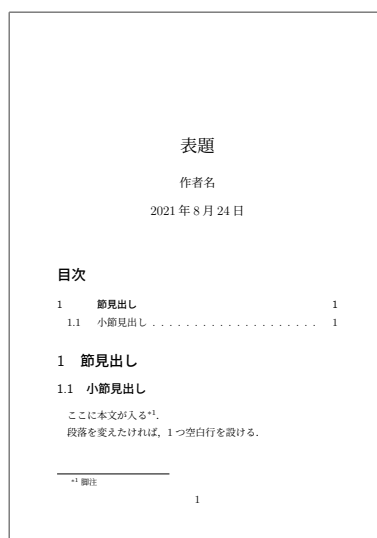 表題
作者名
2021 年 8 月 24 日
目次
1 節見出し 1
1.1 小節見出し . . . . . . . . . . . . . . . . . . . . 1
1 節見出し
1.1 小節見出し
ここに本文が入る*1.
段落を変えたければ，1 つ空白行を設ける.
*1 脚注
1